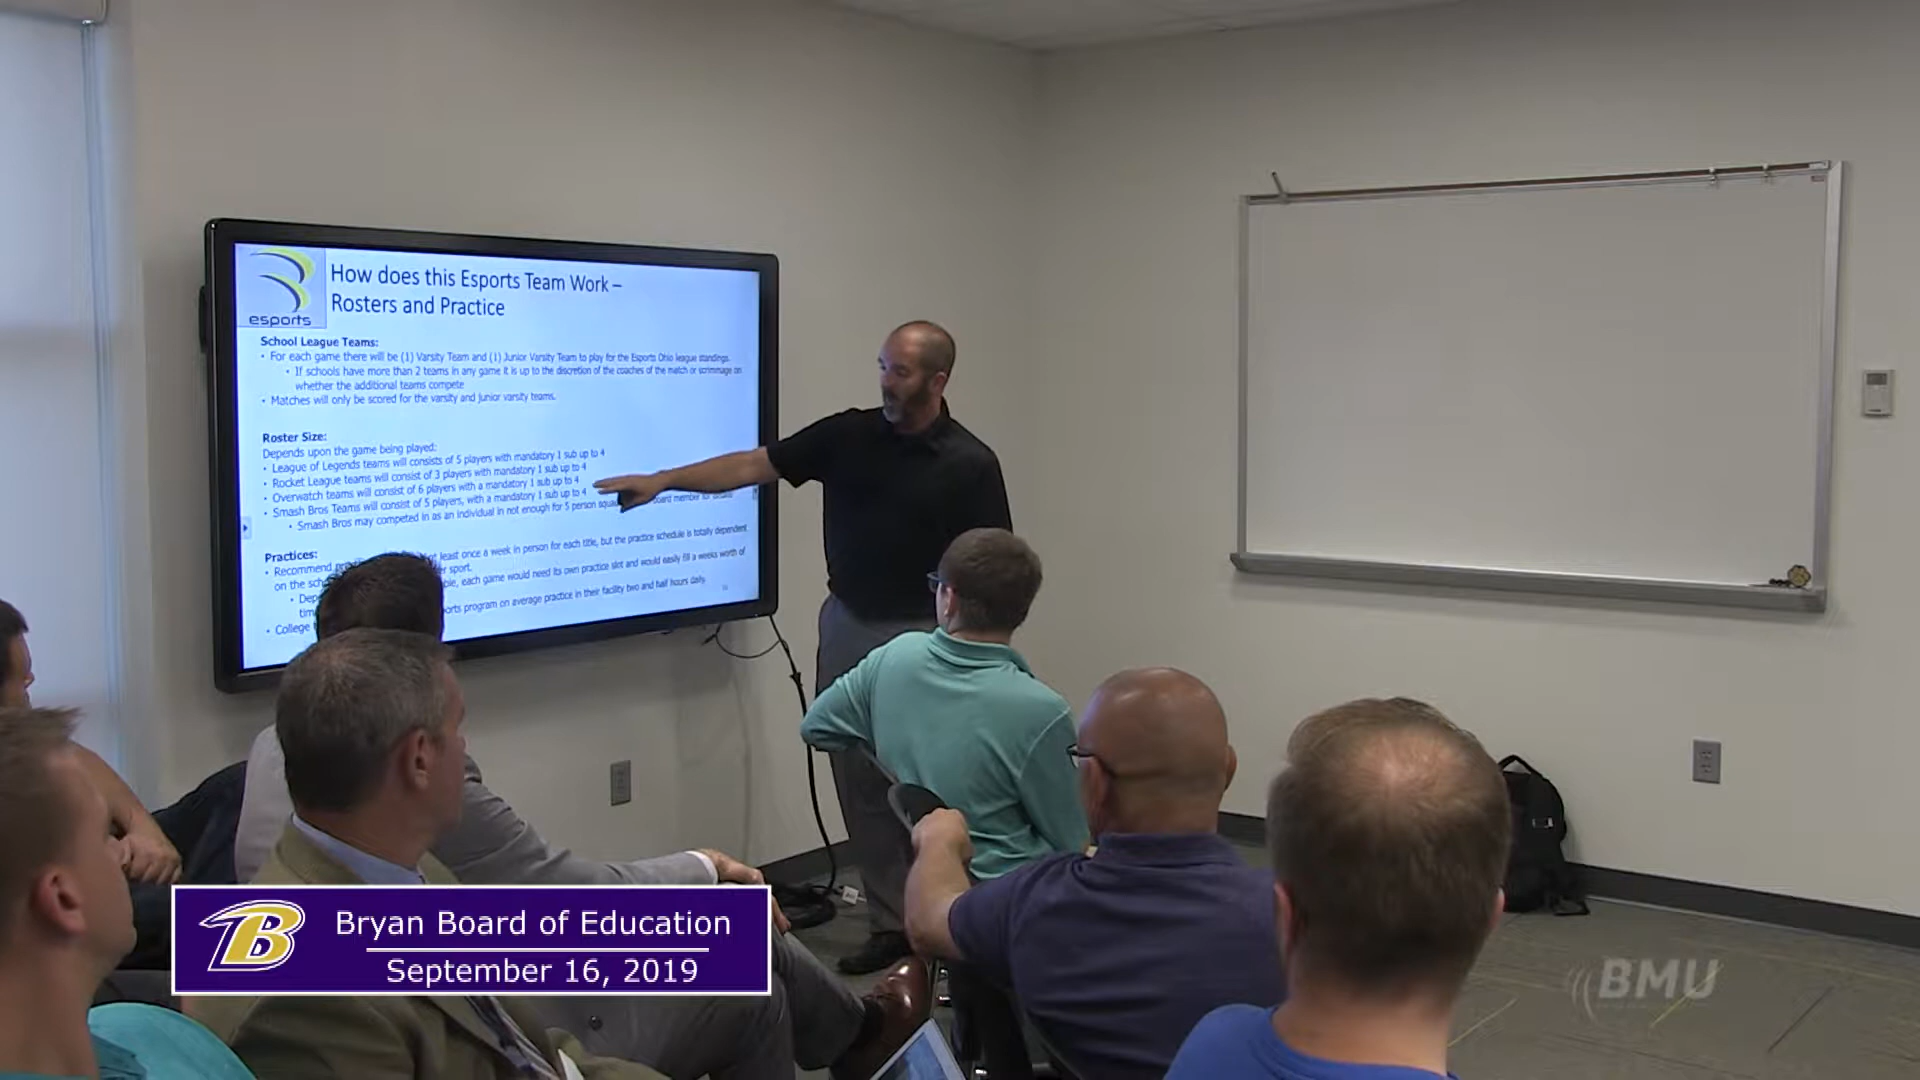 esports
How does this Esports Team Work –
Rosters and Practice
School League Teams:
• For each game there will be (1) Varsity Team and (1) Junior Varsity Team to play for the Esports Ohio league standings.
• If schools have more than 2 teams in any game it is up to the discretion of the coaches of the match or scrimmage on
whether the additional teams compete
• Matches will only be scored for the varsity and junior varsity teams.
Roster Size:
Depends upon the game being played:
• League of Legends teams will consists of 5 players with mandatory 1 sub up to 4
• Rocket League teams will consist of 3 players with mandatory 1 sub up to 4
• Overwatch teams will consist of 6 players with a mandatory 1 sub up to 4
• Smash Bros Teams will consist of 5 players, with a mandatory 1 sub up to 4
• Smash Bros may competed in as an individual in not enough for 5 person board member for
Practices:
• Recommend least once a week in person for each title, but the practice schedule is totally dependent
on the sport.
• each game would need its own practice slot and would easily fill a weeks worth of
• College program on average practice in their facility two and half hours daily.
B Bryan Board of Education
September 16, 2019
BMU